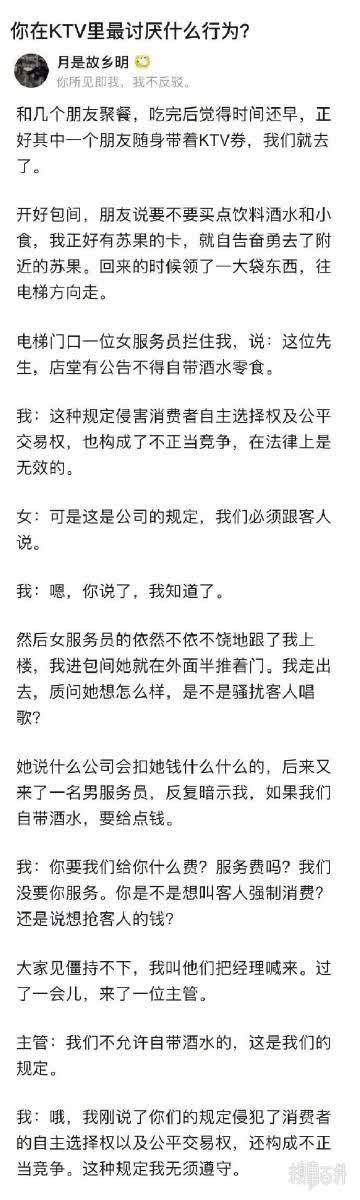 你在KTV里最讨厌什么行为?
月是故乡明
你所见即我，我不反驳。
和几个朋友聚餐，吃完后觉得时间还早，正
好其中一个朋友随身带着KTV券，我们就去
了。
开好包间，朋友说要不要买点饮料酒水和小
食，我正好有苏果的卡，就自告奋勇去了附
近的苏果。回来的时候领了一大袋东西，往
电梯方向走。
电梯门口一位女服务员拦住我，说：这位先
生，店堂有公告不得自带酒水零食。
我：这种规定侵害消费者自主选择权及公平
交易权，也构成了不正当竞争，在法律上是
无效的。
女：可是这是公司的规定，我们必须跟客人
说。
我：嗯，你说了，我知道了。
然后女服务员的依然不依不饶地跟了我上
楼，我进包间她就在外面半推着门。我走出
去，质问她想怎么样，是不是骚扰客人唱
歌?
她说什么公司会扣她钱什么什么的，后来又
来了一名男服务员，反复暗示我，如果我们
自带酒水，要给点钱。
我：你要我们给你什么费？服务费吗？我们
没要你服务。你是不是想叫客人强制消费？
还是说想抢客人的钱？
大家见僵持不下，我叫他们把经理喊来。过
了一会儿，来了一位主管。
主管：我们不允许自带酒水的，这是我们的
规定。
我：哦，我刚说了你们的规定侵犯了消费者
的自主选择权以及公平交易权，还构成不正
当竞争。这种规定我无须遵守。